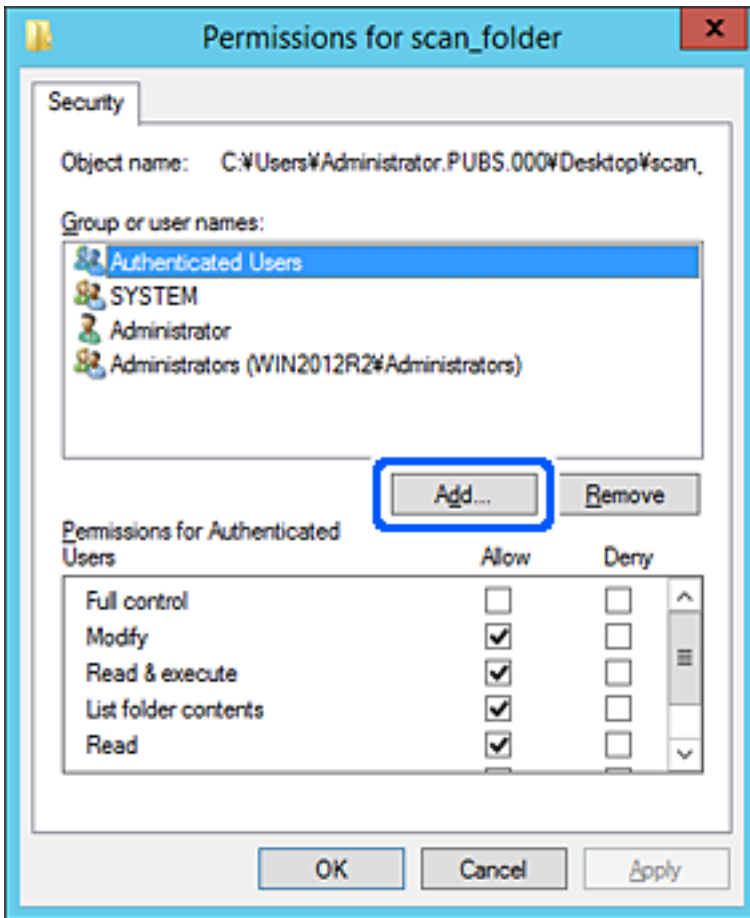 Permissions for scan_folder
Security
Object name: C:¥Users¥Administrator.PUBS.000¥Desktop¥scan_
Group or user names:
Authenticated Users
SYSTEM
Administrator
Administrators (WIN2012R2¥Administrators)
Add... Remove
Permissions for Authenticated
Users Allow Deny
Full control
Modify
Read & execute
List folder contents
Read
OK Cancel Apply